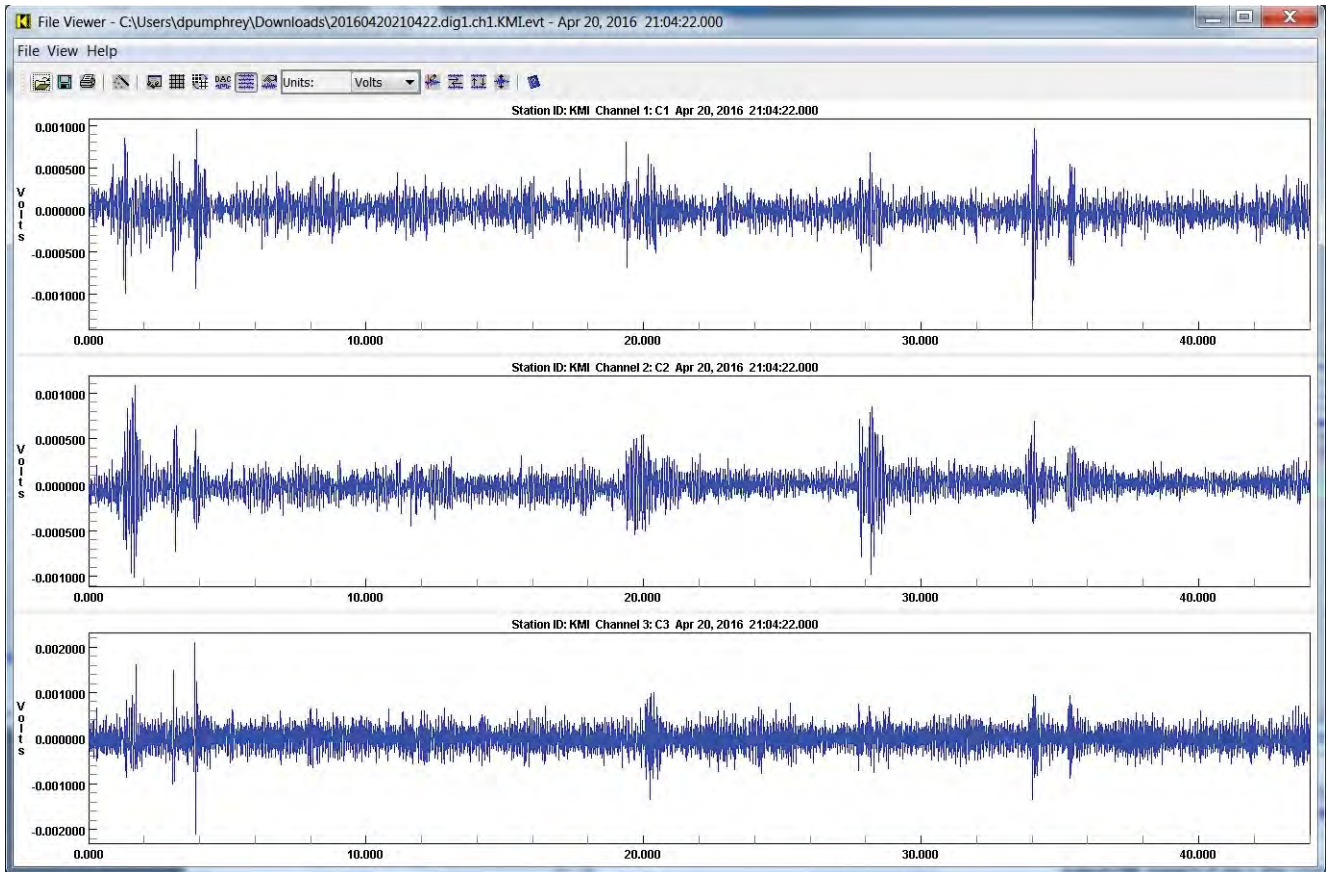 File Viewer - C:\Users\dpumphrey\Downloads\20160420210422.dig1.ch1.KMI.evt - Apr 20, 2016 21:04:22.000
File View Help
DAC Units: Volts
Station ID: KMI Channel 1: C1 Apr 20, 2016 21:04:22.000
0.001000
0.000500
0.000000
-0.000500
-0.001000
Volts
0.000 10.000 20.000 30.000 40.000
Station ID: KMI Channel 2: C2 Apr 20, 2016 21:04:22.000
0.001000
0.000500
0.000000
-0.000500
-0.001000
Volts
0.000 10.000 20.000 30.000 40.000
Station ID: KMI Channel 3: C3 Apr 20, 2016 21:04:22.000
0.002000
0.001000
0.000000
-0.001000
-0.002000
Volts
0.000 10.000 20.000 30.000 40.000